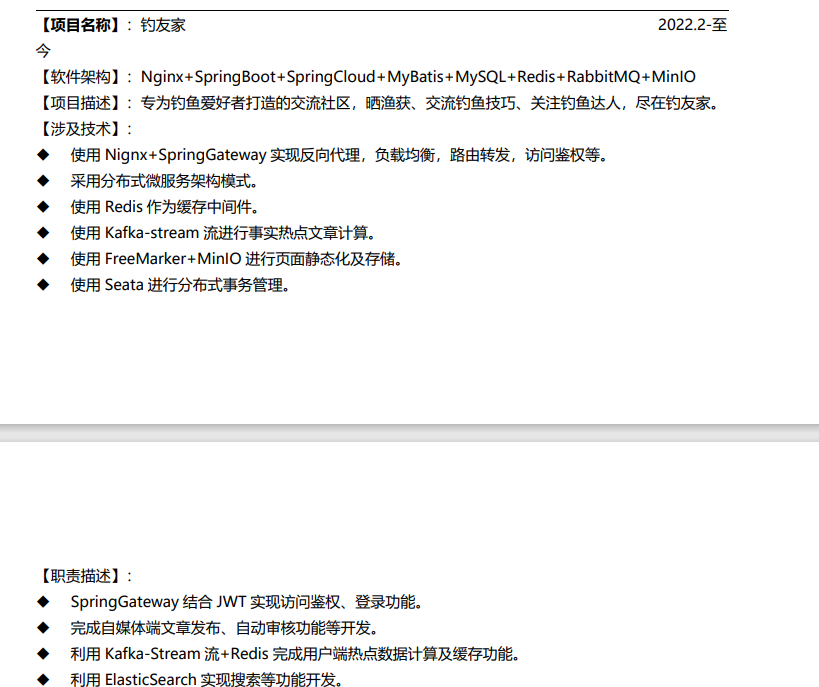 【项目名称】：钓友家 2022.2-至
今
【软件架构】：Nginx+SpringBoot+SpringCloud+MyBatis+MySQL+Redis+RabbitMQ+MinIO
【项目描述】：专为钓鱼爱好者打造的交流社区，晒渔获、交流钓鱼技巧、关注钓鱼达人，尽在钓友家。
【涉及技术】：
◆ 使用 Nignx+SpringGateway 实现反向代理，负载均衡，路由转发，访问鉴权等。
◆ 采用分布式微服务架构模式。
◆ 使用 Redis 作为缓存中间件。
◆ 使用 Kafka-stream 流进行事实热点文章计算。
◆ 使用 FreeMarker+MinIO 进行页面静态化及存储。
◆ 使用 Seata 进行分布式事务管理。
【职责描述】：
◆ SpringGateway 结合 JWT 实现访问鉴权、登录功能。
◆ 完成自媒体端文章发布、自动审核功能等开发。
◆ 利用 Kafka-Stream 流+Redis 完成用户端热点数据计算及缓存功能。
◆ 利用 ElasticSearch 实现搜索等功能开发。